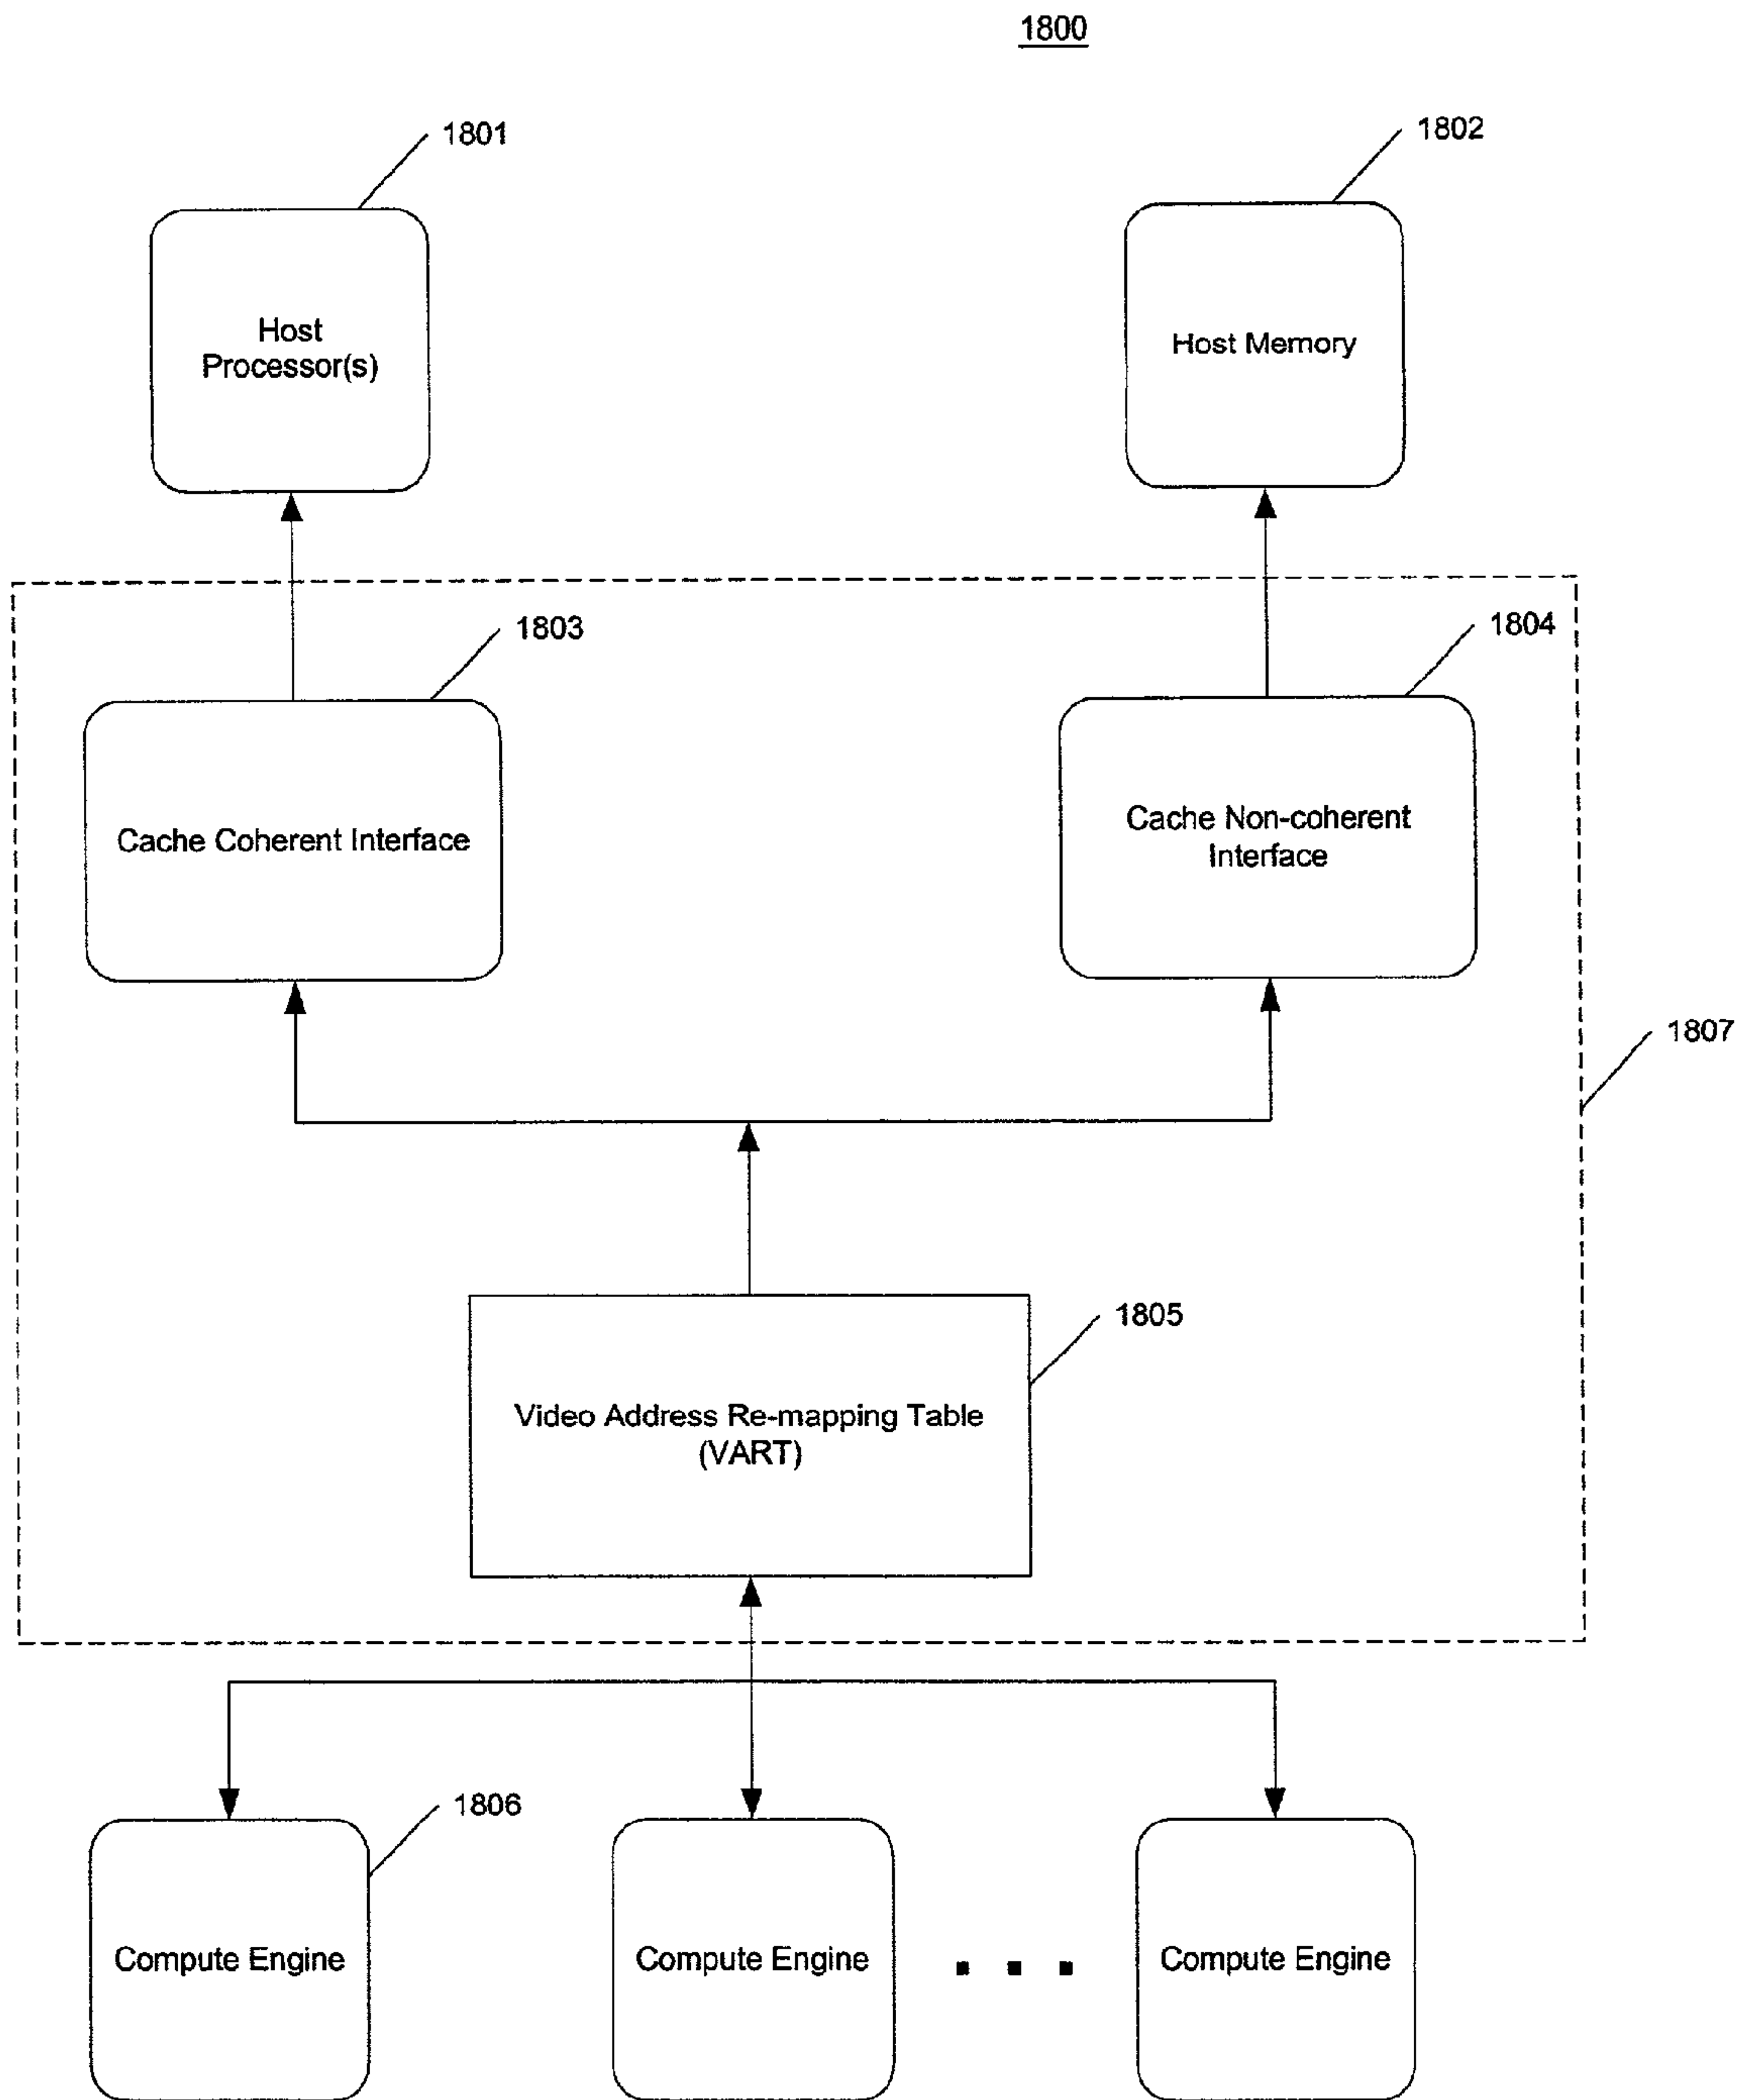 1800
1801
1802
Host
Processor(s)
Host Memory
1803
1804
Cache Coherent Interface
Cache Non-coherent
Interface
1807
1805
Video Address Re-mapping Table
(VART)
1806
Compute Engine
Compute Engine
. . .
Compute Engine